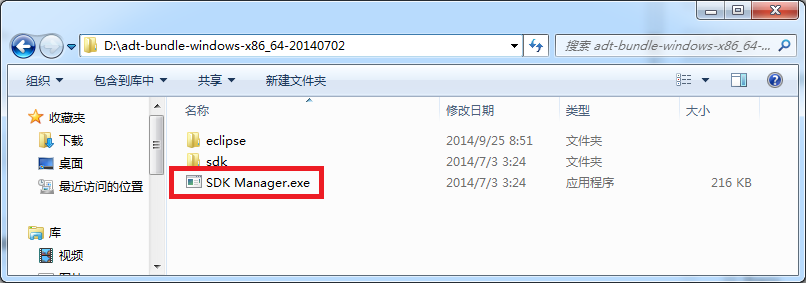 D:\adt-bundle-windows-x86_64-20140702
搜索 adt-bundle-windows-x86_64-...
组织 包含到库中 共享 新建文件夹
名称 修改日期 类型 大小
收藏夹
下载
桌面
最近访问的位置
库
视频
eclipse 2014/9/25 8:51 文件夹
sdk 2014/7/3 3:24 文件夹
SDK Manager.exe 2014/7/3 3:24 应用程序 216 KB